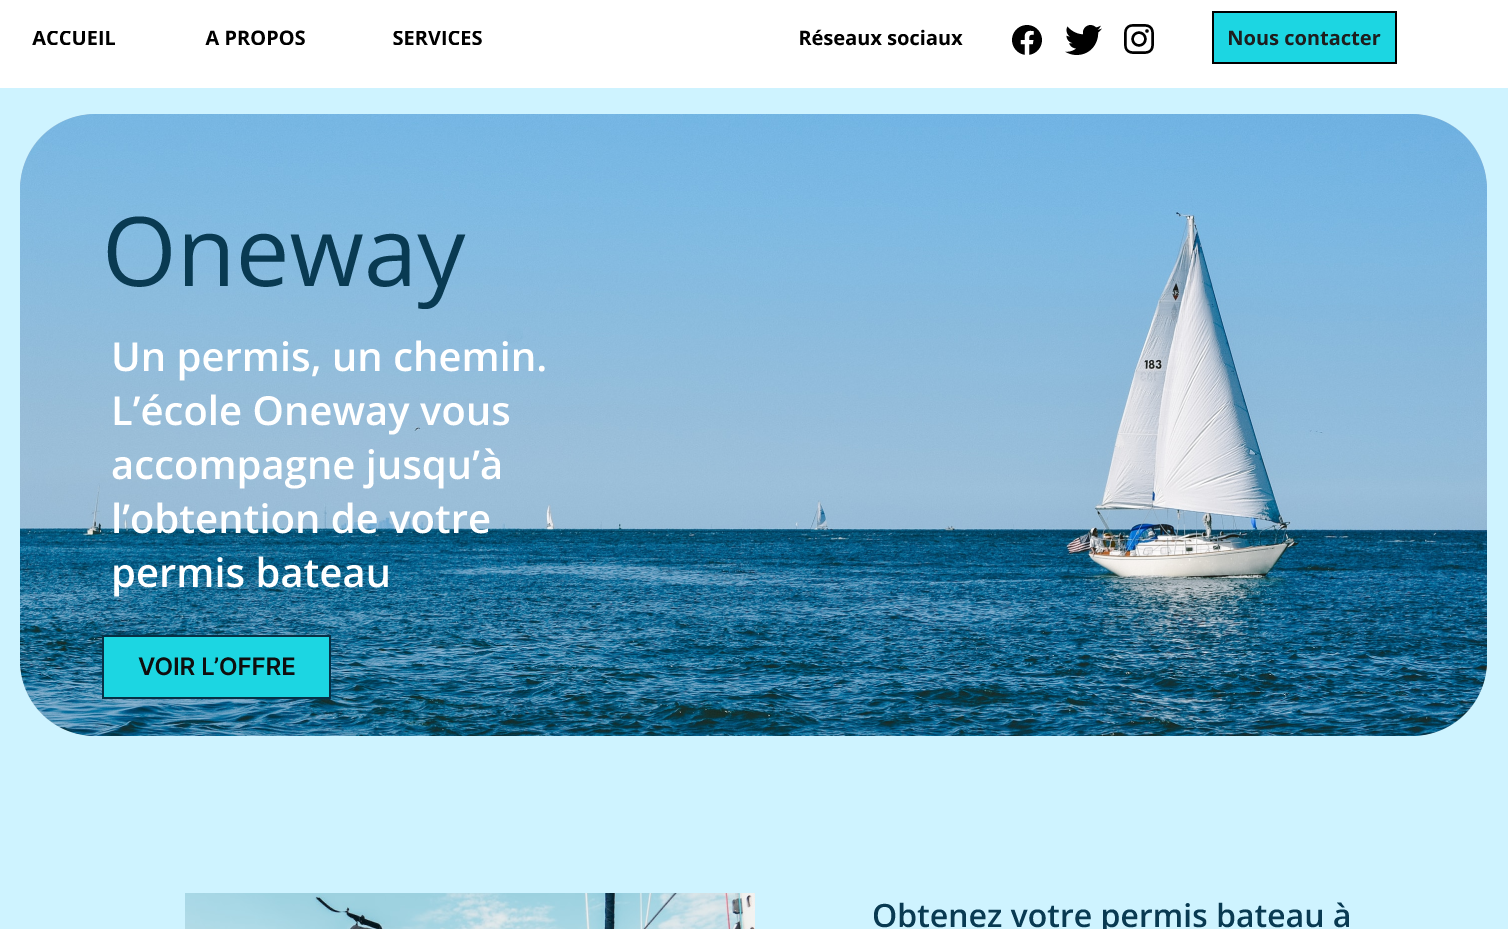 ACCUEIL
A PROPOS
SERVICES
Réseaux sociaux
Nous contacter
Oneway
Un permis, un chemin.
L’école Oneway vous
accompagne jusqu’à
l’obtention de votre
permis bateau
183
VOIR L’OFFRE
Obtenez votre permis bateau à